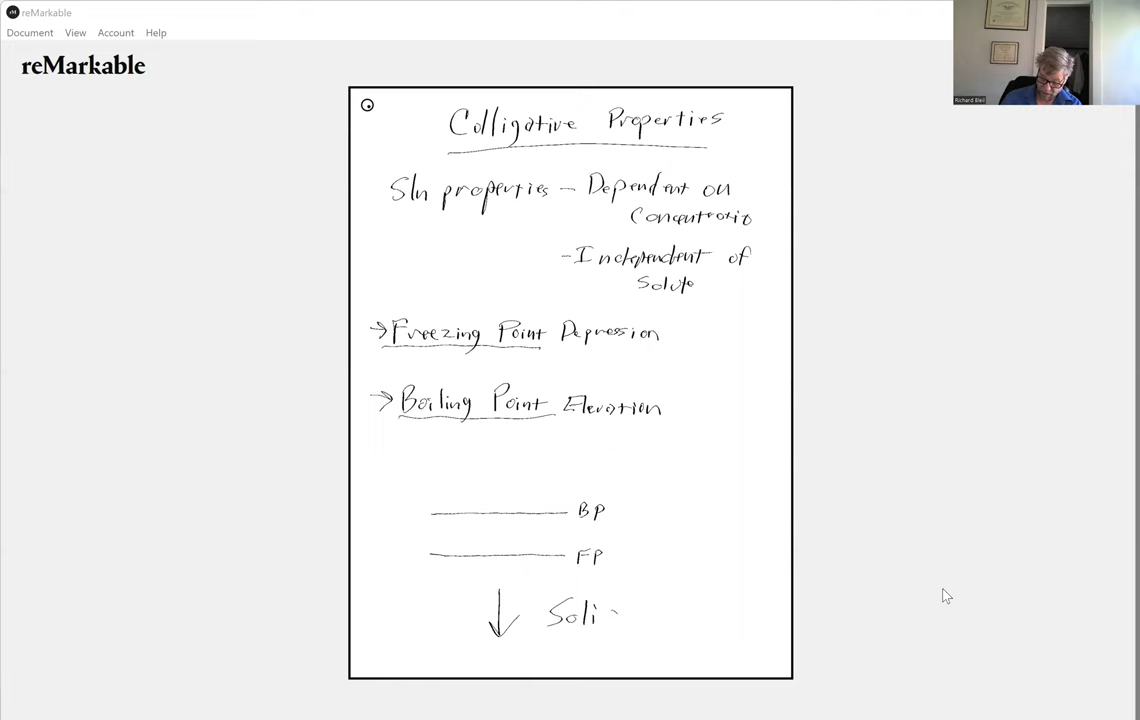 reMarkable
Document View Account Help
reMarkable
Richard Bleil
Colligative Properties
Sln properties - Dependent on
Concentratio
- Independent of
Solute
→ Freezing Point Depression
→ Boiling Point Elevation
BP
FP
↓ Soli